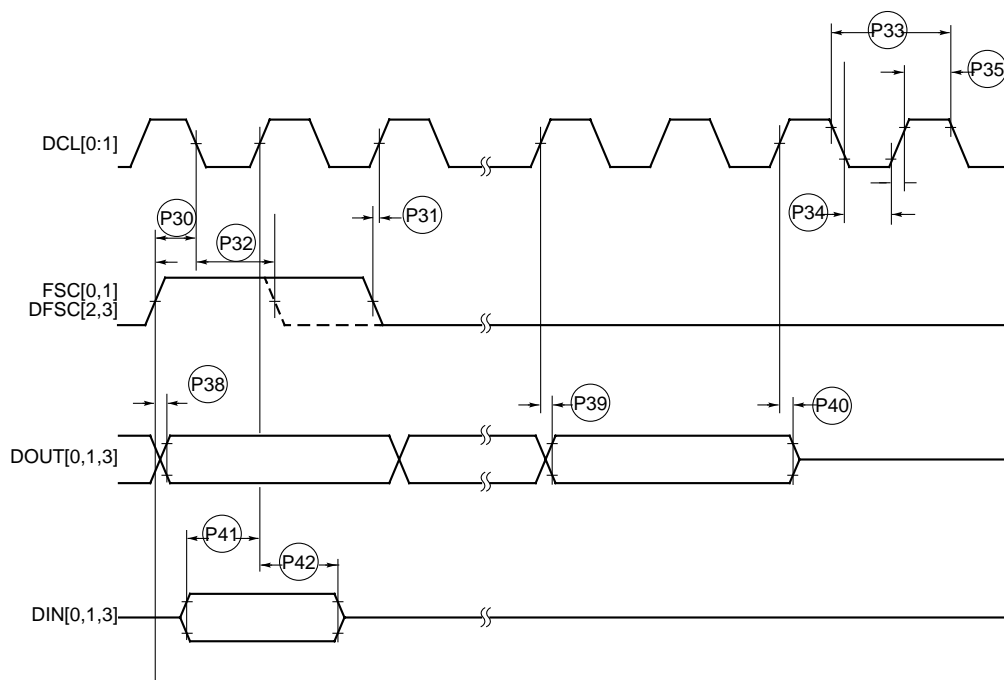 P33
P35
DCL[0:1]
P30
P31
P34
P32
FSC[0,1]
DFSC[2,3]
P38
P39
P40
DOUT[0,1,3]
P41
P42
DIN[0,1,3]